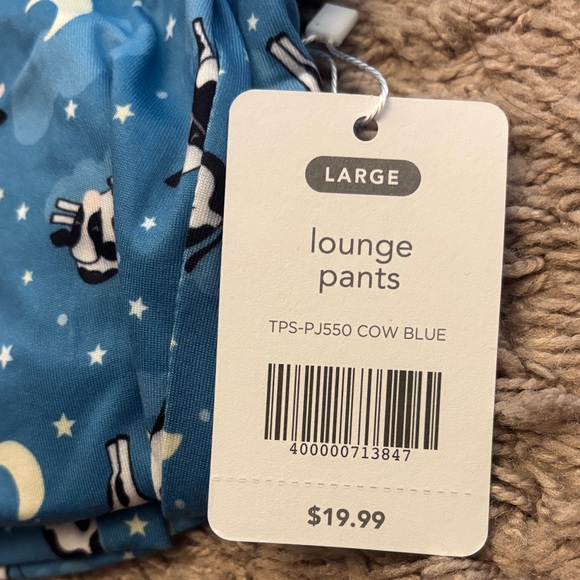 LARGE
lounge
pants
TPS-PJ550 COW BLUE
400000713847
$19.99